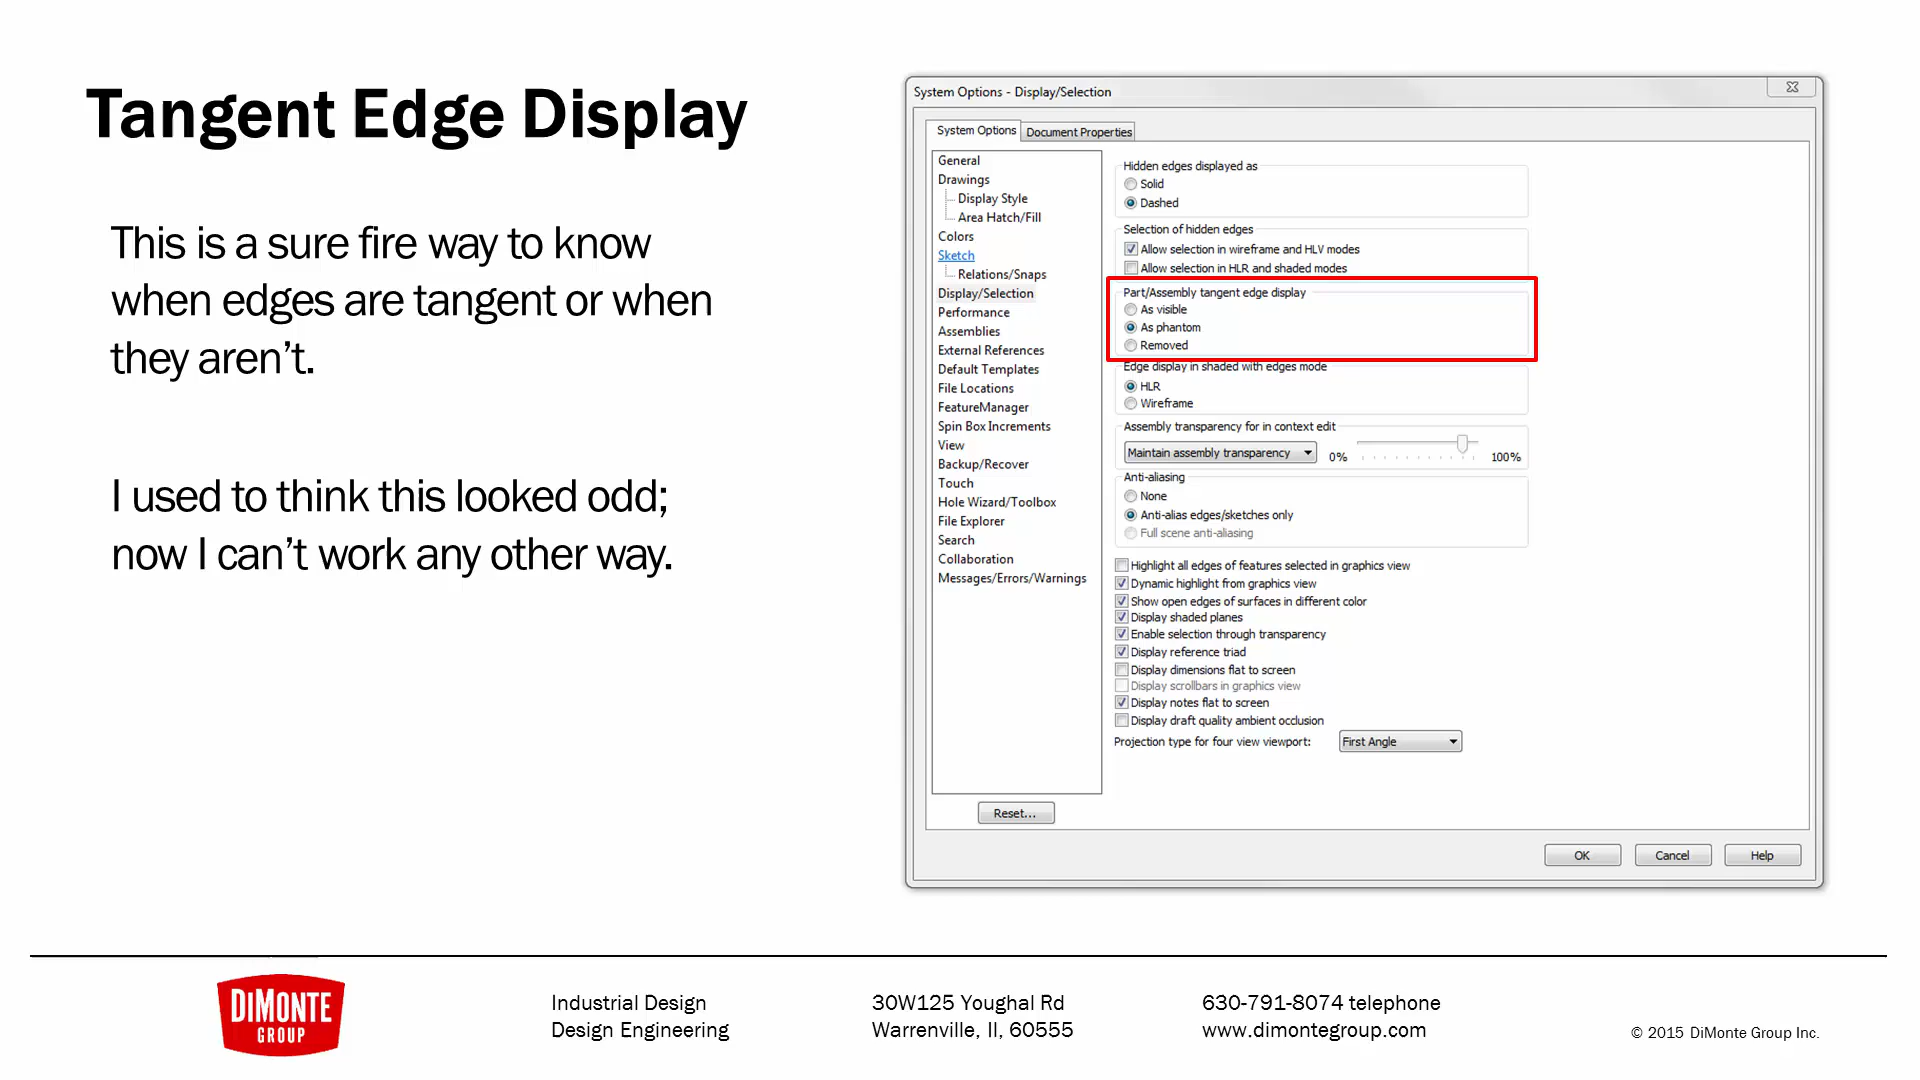 Tangent Edge Display
This is a sure fire way to know
when edges are tangent or when
they aren’t.
I used to think this looked odd;
now I can’t work any other way.
System Options - Display/Selection
System Options
Document Properties
General
Drawings
Display Style
Area Hatch/Fill
Colors
Sketch
Relations/Snaps
Display/Selection
Performance
Assemblies
External References
Default Templates
File Locations
FeatureManager
Spin Box Increments
View
Backup/Recover
Touch
Hole Wizard/Toolbox
File Explorer
Search
Collaboration
Messages/Errors/Warnings
Reset...
Hidden edges displayed as
Solid
Dashed
Selection of hidden edges
Allow selection in wireframe and HLV modes
Allow selection in HLR and shaded modes
Part/Assembly tangent edge display
As visible
As phantom
Removed
Edge display in shaded with edges mode
HLR
Wireframe
Assembly transparency for in context edit
Maintain assembly transparency 0% 100%
Anti-aliasing
None
Anti-alias edges/sketches only
Full scene anti-aliasing
Highlight all edges of features selected in graphics view
Dynamic highlight from graphics view
Show open edges of surfaces in different color
Display shaded planes
Enable selection through transparency
Display reference triad
Display dimensions flat to screen
Display scrollbars in graphics view
Display notes flat to screen
Display draft quality ambient occlusion
Projection type for four view viewport: First Angle
OK Cancel Help
DIMONTE
GROUP
Industrial Design
Design Engineering
30W125 Youghal Rd
Warrenville, Il, 60555
630-791-8074 telephone
www.dimontegroup.com
© 2015 DiMonte Group Inc.